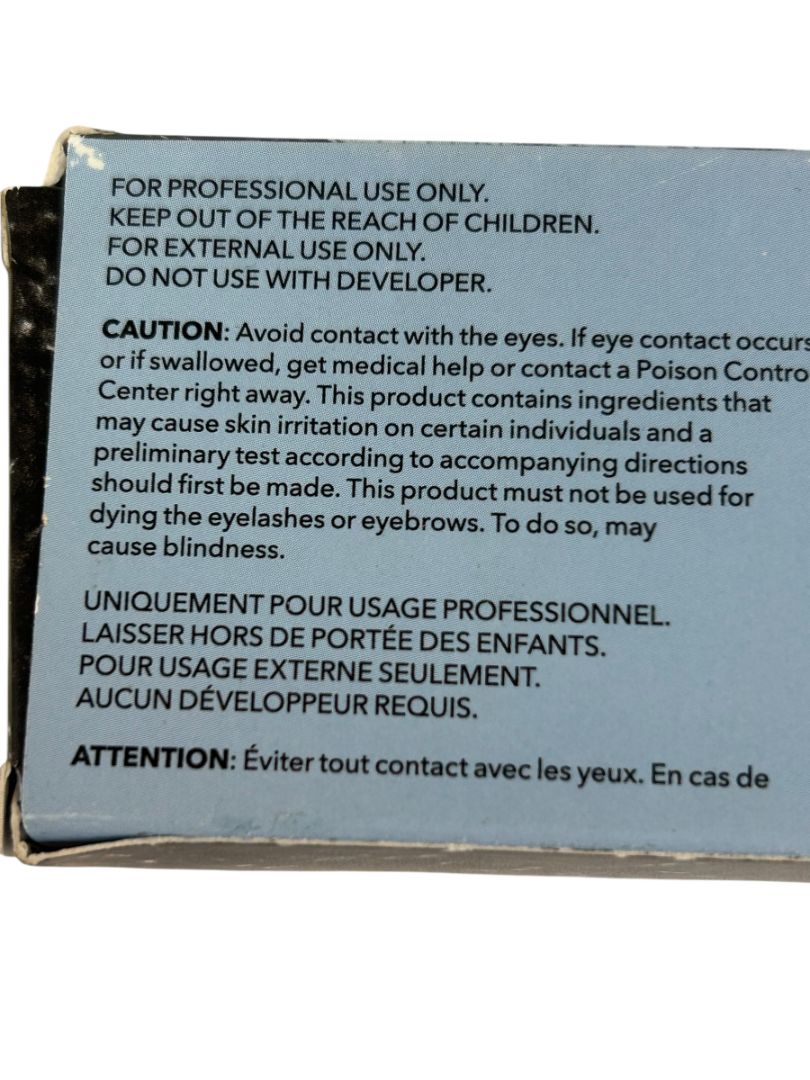 FOR PROFESSIONAL USE ONLY.
KEEP OUT OF THE REACH OF CHILDREN.
FOR EXTERNAL USE ONLY.
DO NOT USE WITH DEVELOPER.
CAUTION: Avoid contact with the eyes. If eye contact occurs
or if swallowed, get medical help or contact a Poison Contro
Center right away. This product contains ingredients that
may cause skin irritation on certain individuals and a
preliminary test according to accompanying directions
should first be made. This product must not be used for
dying the eyelashes or eyebrows. To do so, may
cause blindness.
UNIQUEMENT POUR USAGE PROFESSIONNEL.
LAISSER HORS DE PORTÉE DES ENFANTS.
POUR USAGE EXTERNE SEULEMENT.
AUCUN DÉVELOPPEUR REQUIS.
ATTENTION: Éviter tout contact avec les yeux. En cas de